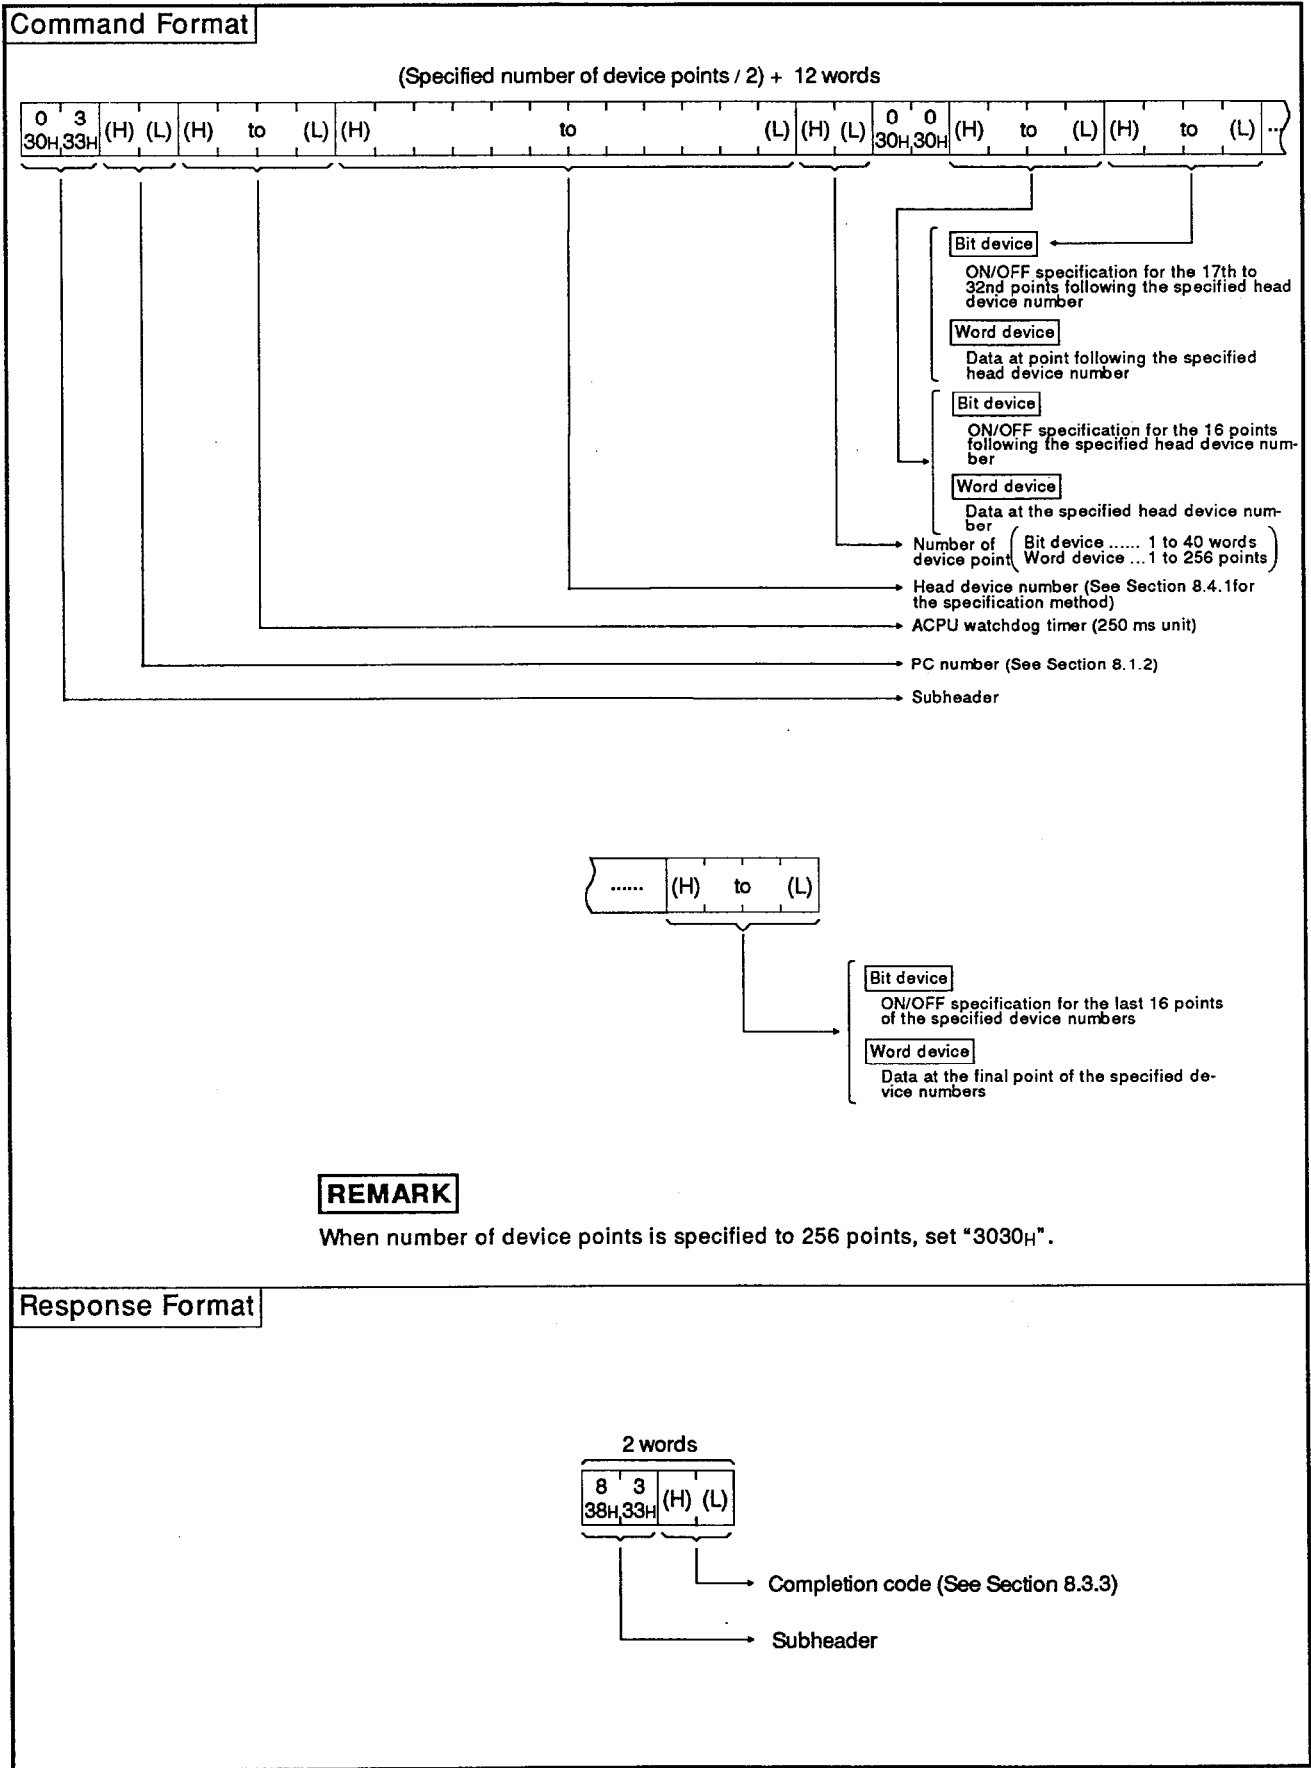 Command Format
(Specified number of device points / 2) + 12 words
0 3 (H) (L) (H) to (L) (H) to (L) (H) (L) 0 0 (H) to (L) (H) to (L) ...
30H 33H 30H 30H
Bit device
ON/OFF specification for the 17th to
32nd points following the specified head
device number
Word device
Data at point following the specified
head device number
Bit device
ON/OFF specification for the 16 points
following the specified head device num-
ber
Word device
Data at the specified head device num-
ber
Number of device point ( Bit device ...... 1 to 40 words
Word device ...1 to 256 points )
Head device number (See Section 8.4.1for
the specification method)
ACPU watchdog timer (250 ms unit)
PC number (See Section 8.1.2)
Subheader
...... (H) to (L)
Bit device
ON/OFF specification for the last 16 points
of the specified device numbers
Word device
Data at the final point of the specified de-
vice numbers
REMARK
When number of device points is specified to 256 points, set "3030H".
Response Format
2 words
8 3 (H) (L)
38H 33H
Completion code (See Section 8.3.3)
Subheader